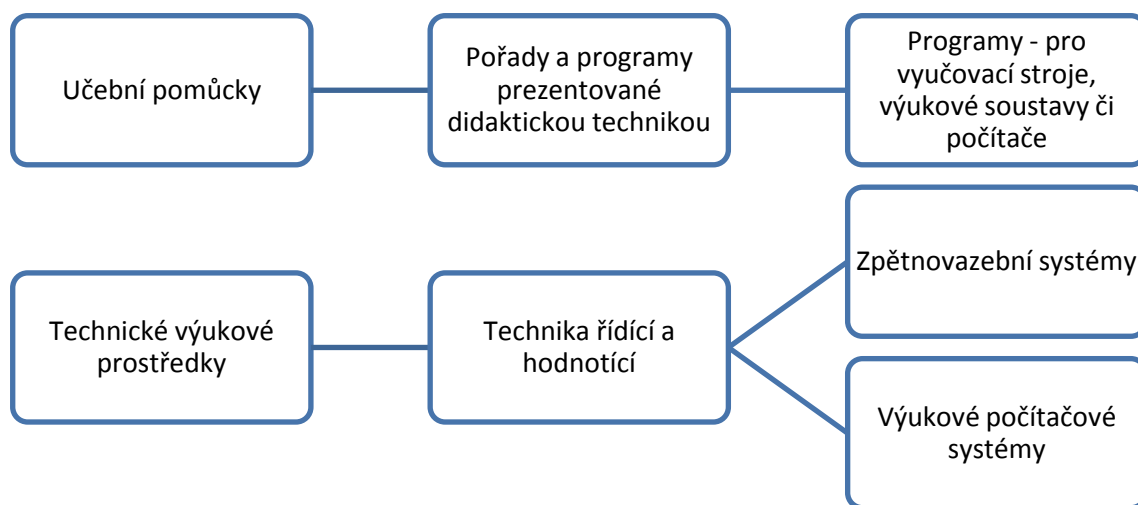 Učební pomůcky
Pořady a programy
prezentované
didaktickou technikou
Programy - pro
vyučovací stroje,
výukové soustavy či
počítače
Technické výukové
prostředky
Technika řídící a
hodnotící
Zpětnovazební systémy
Výukové počítačové
systémy